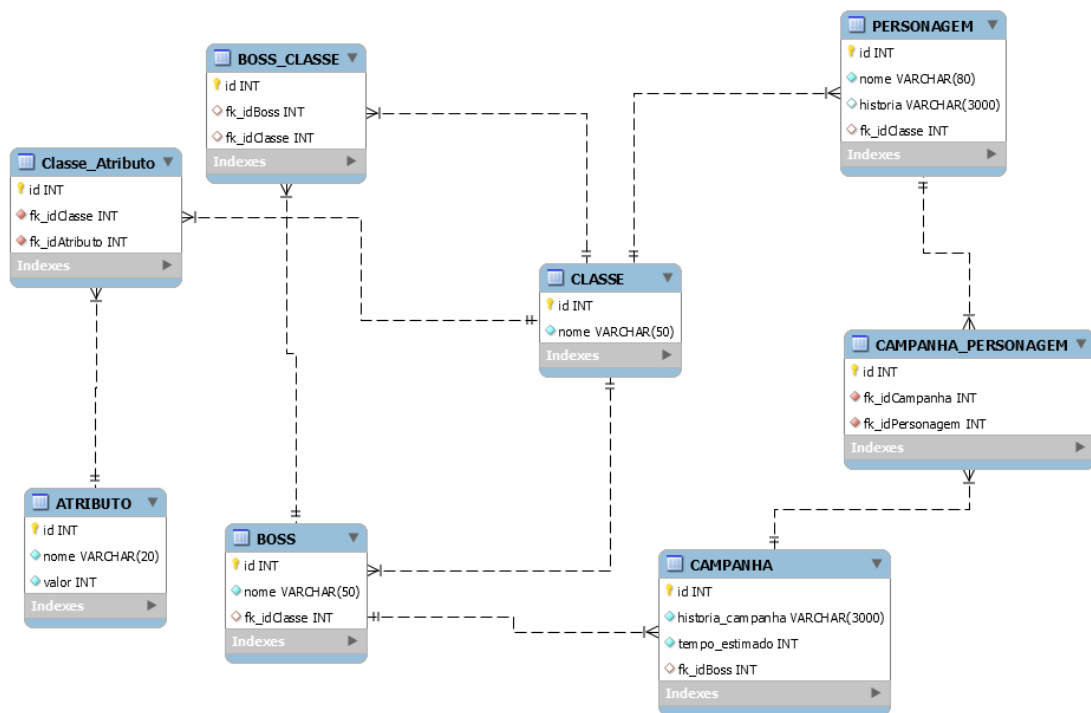 PERSONAGEM
id INT
nome VARCHAR(80)
historia VARCHAR(3000)
fk_idClasse INT
BOSS_CLASSE
id INT
fk_idBoss INT
fk_idClasse INT
Indexes
Indexes
Classe_Atributo
id INT
fk_idClasse INT
fk_idAtributo INT
Indexes
CLASSE
id INT
nome VARCHAR(50)
Indexes
CAMPANHA_PERSONAGEM
id INT
fk_idCampanha INT
fk_idPersonagem INT
Indexes
ATRIBUTO
id INT
nome VARCHAR(20)
valor INT
Indexes
BOSS
id INT
nome VARCHAR(50)
fk_idClasse INT
Indexes
CAMPANHA
id INT
historia_campanha VARCHAR(3000)
tempo_estimado INT
fk_idBoss INT
Indexes